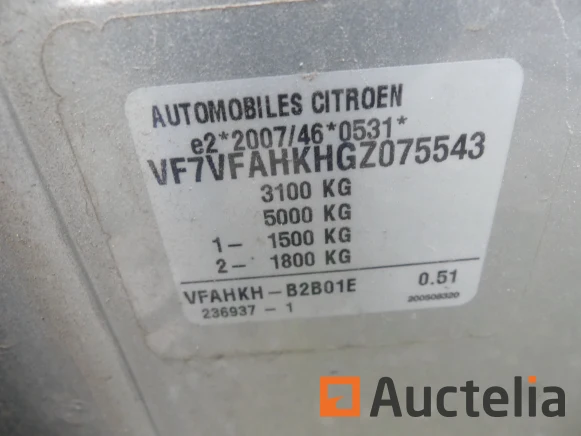 AUTOMOBILES CITROEN
e2*2007/46*0531*
VF7VFAHKHGZ075543
3100 KG
5000 KG
1- 1500 KG
2- 1800 KG
VFAHKH-B2B01E 0.51
236937-1 200508320
Auctelia